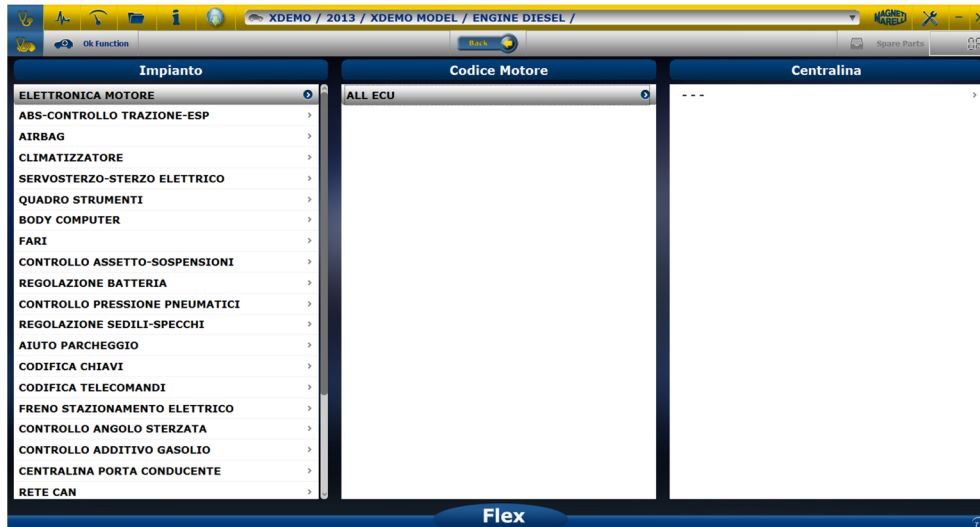 XDEMO / 2013 / XDEMO MODEL / ENGINE DIESEL /
MAGNETI MARELLI
Ok Function
Back
Spare Parts
Impianto
Codice Motore
Centralina
ELETTRONICA MOTORE
ALL ECU
- - -
ABS-CONTROLLO TRAZIONE-ESP
AIRBAG
CLIMATIZZATORE
SERVOSTERZO-STERZO ELETTRICO
QUADRO STRUMENTI
BODY COMPUTER
FARI
CONTROLLO ASSETTO-SOSPENSIONI
REGOLAZIONE BATTERIA
CONTROLLO PRESSIONE PNEUMATICI
REGOLAZIONE SEDILI-SPECCHI
AIUTO PARCHEGGIO
CODIFICA CHIAVI
CODIFICA TELECOMANDI
FRENO STAZIONAMENTO ELETTRICO
CONTROLLO ANGOLO STERZATA
CONTROLLO ADDITIVO GASOLIO
CENTRALINA PORTA CONDUCENTE
RETE CAN
Flex